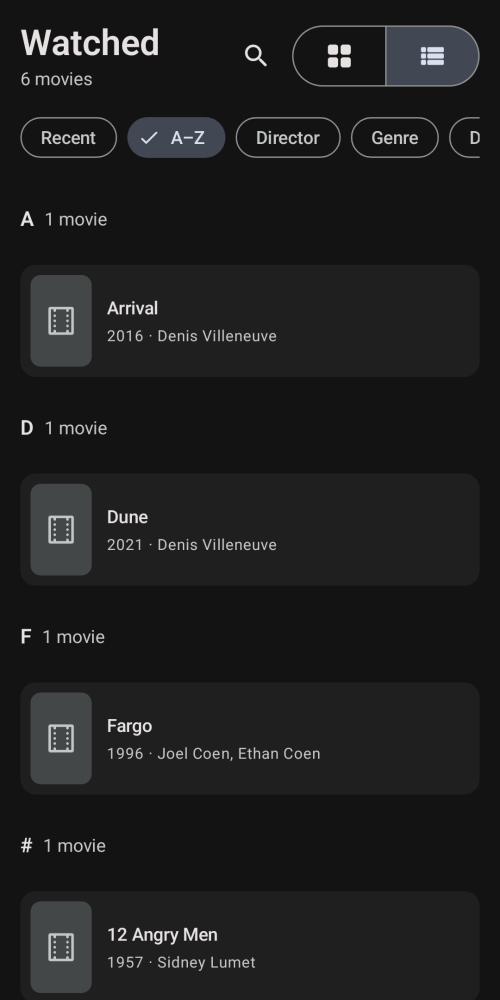 Watched
6 movies
Recent
A–Z
Director
Genre
A 1 movie
Arrival
2016 · Denis Villeneuve
D 1 movie
Dune
2021 · Denis Villeneuve
F 1 movie
Fargo
1996 · Joel Coen, Ethan Coen
# 1 movie
12 Angry Men
1957 · Sidney Lumet